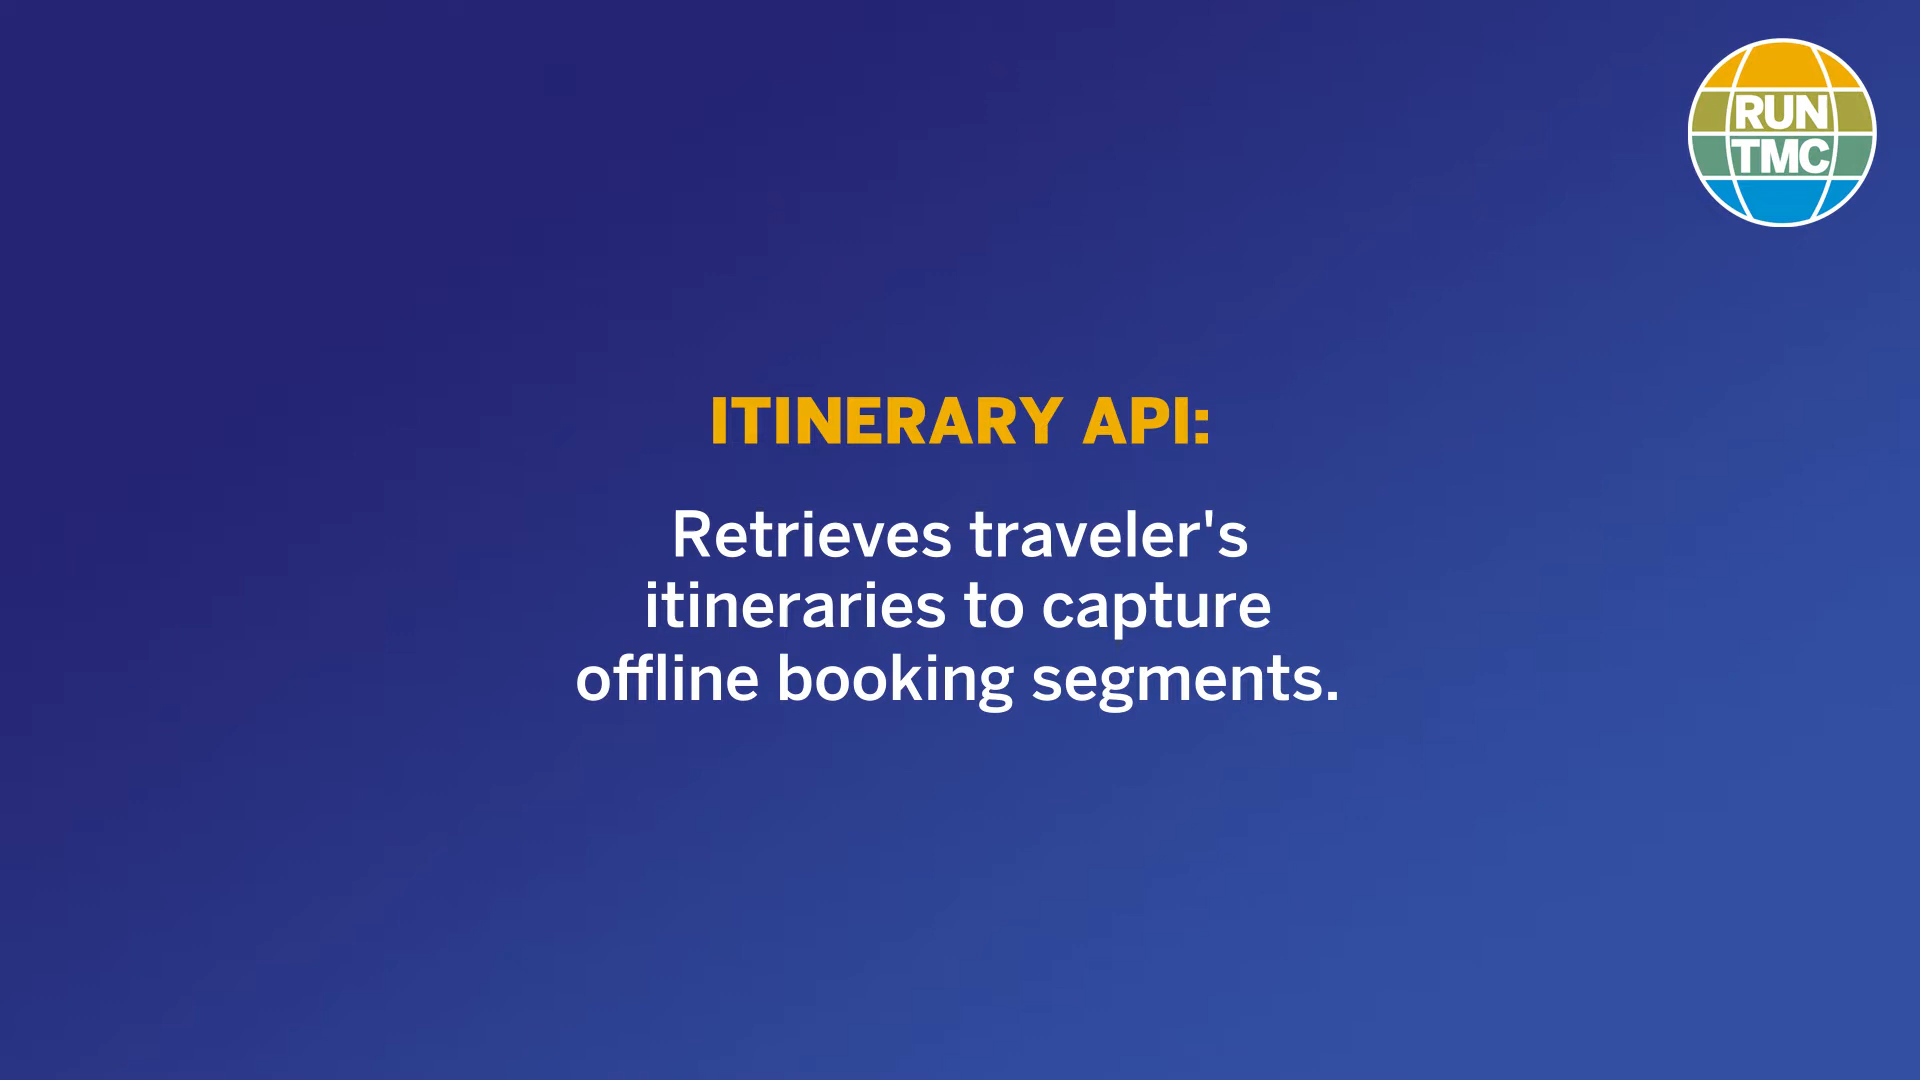 RUN
TMC
ITINERARY API:
Retrieves traveler's
itineraries to capture
offline booking segments.